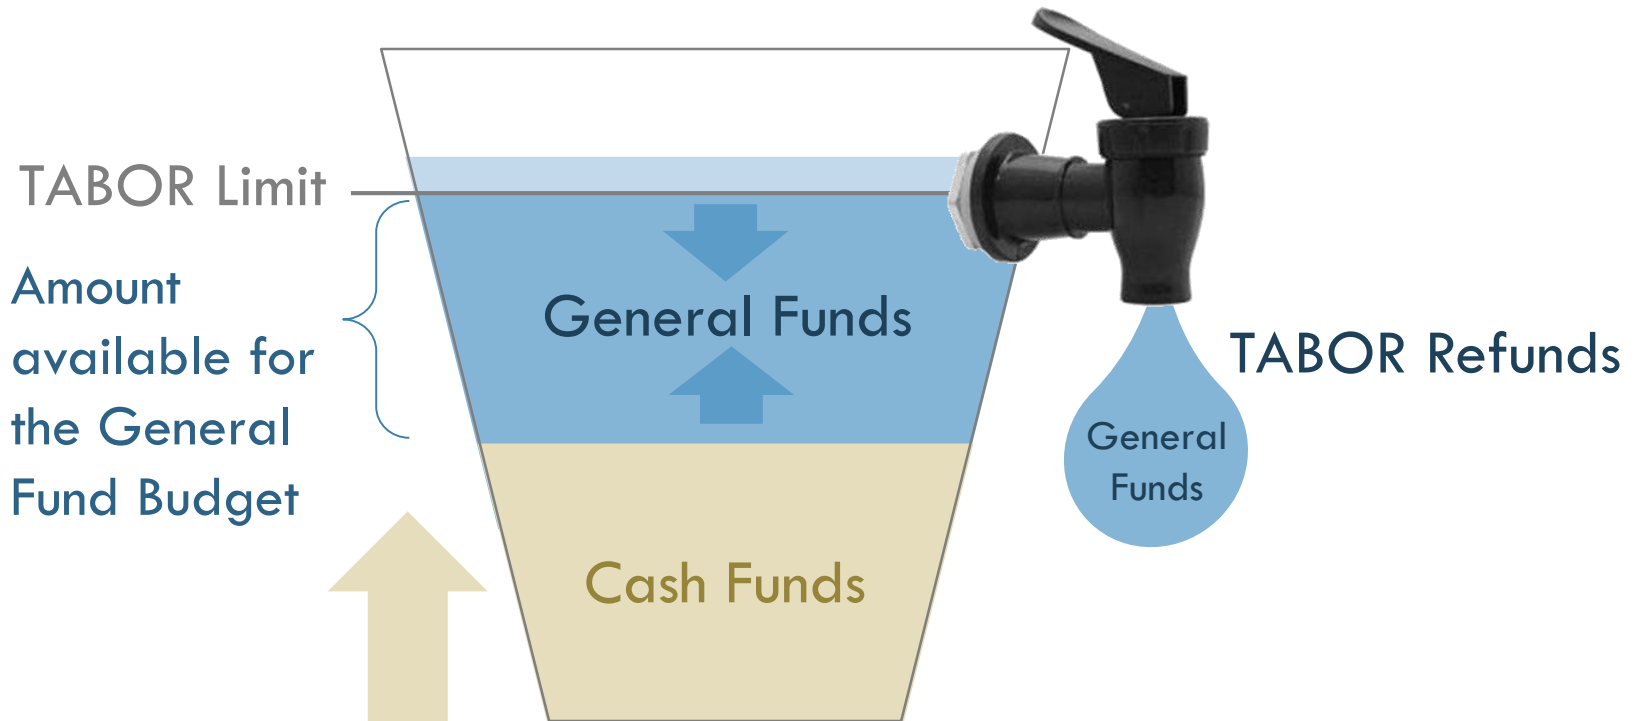 TABOR Limit
Amount
available for
the General
Fund Budget
General Funds
Cash Funds
TABOR Refunds
General
Funds